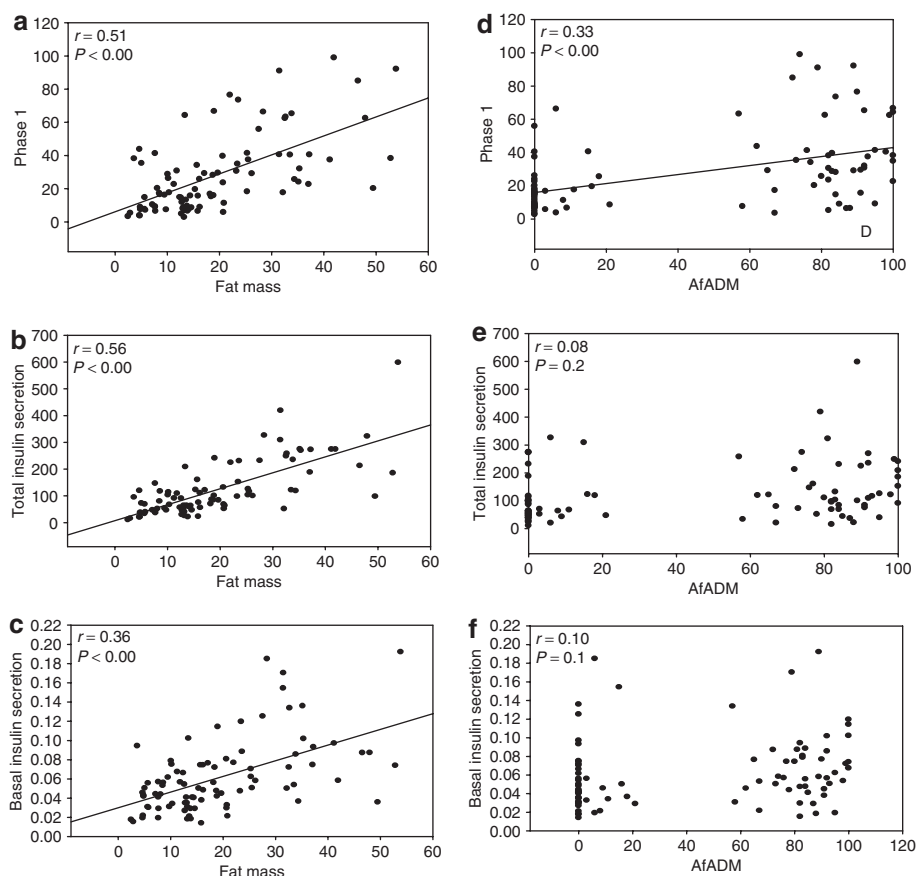 a
r = 0.51
P < 0.00
Phase 1
120
100
80
60
40
20
0
0 10 20 30 40 50 60
Fat mass
d
r = 0.33
P < 0.00
Phase 1
120
100
80
60
40
20
0
D
0 20 40 60 80 100
AfADM
b
r = 0.56
P < 0.00
Total insulin secretion
700
600
500
400
300
200
100
0
0 10 20 30 40 50 60
Fat mass
e
r = 0.08
P = 0.2
Total insulin secretion
700
600
500
400
300
200
100
0
0 20 40 60 80 100
AfADM
c
r = 0.36
P < 0.00
Basal insulin secretion
0.22
0.20
0.18
0.16
0.14
0.12
0.10
0.08
0.06
0.04
0.02
0.00
0 10 20 30 40 50 60
Fat mass
f
r = 0.10
P = 0.1
Basal insulin secretion
0.22
0.20
0.18
0.16
0.14
0.12
0.10
0.08
0.06
0.04
0.02
0.00
0 20 40 60 80 100 120
AfADM